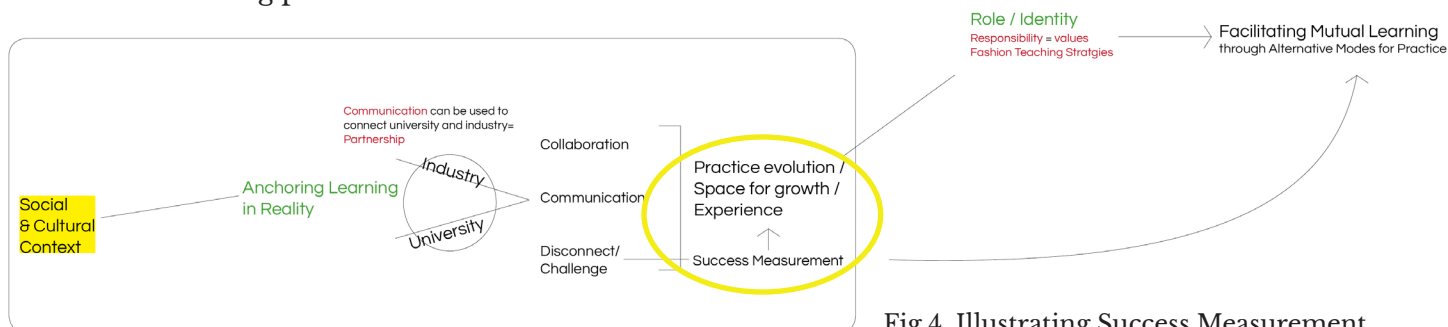 Social
& Cultural
Context
Anchoring Learning
in Reality
Communication can be used to
connect university and industry=
Partnership
Industry
University
Collaboration
Communication
Disconnect/
Challenge
Practice evolution /
Space for growth /
Experience
Success Measurement
Role / Identity
Responsibility = values
Fashion Teaching Stratgies
Facilitating Mutual Learning
through Alternative Modes for Practice
Fig 4. Illustrating Success Measurement